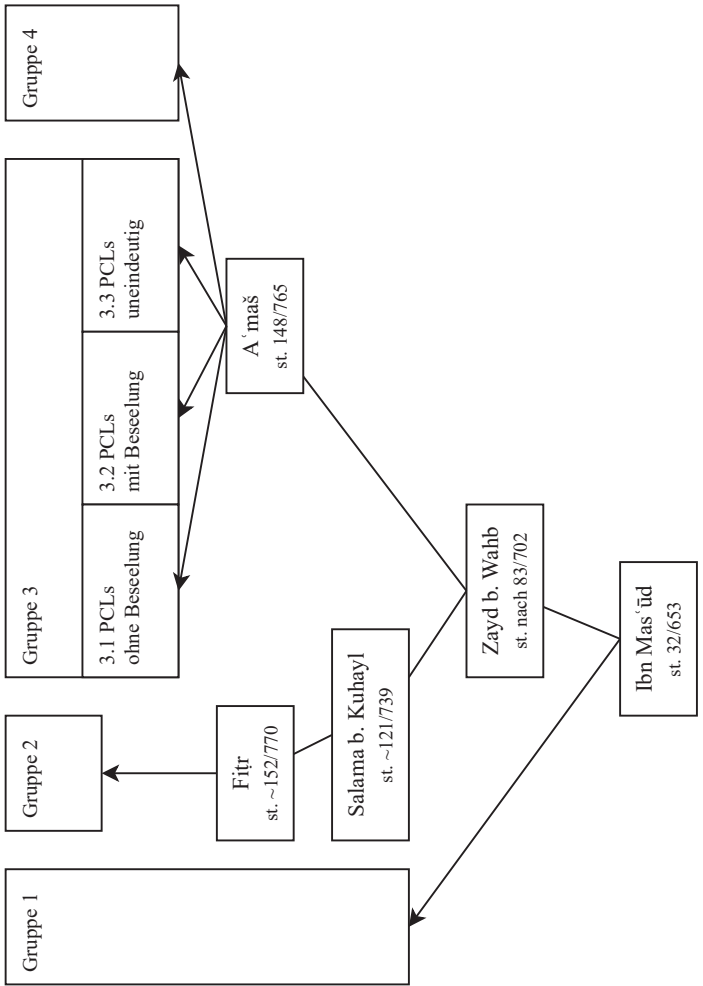 Gruppe 1
Gruppe 2
Gruppe 3
3.1 PCLs
ohne Beseelung
3.2 PCLs
mit Beseelung
3.3 PCLs
uneindeutig
Gruppe 4
Fiṭr
st. ~152/770
Aʿmaš
st. 148/765
Salama b. Kuhayl
st. ~121/739
Zayd b. Wahb
st. nach 83/702
Ibn Masʿūd
st. 32/653